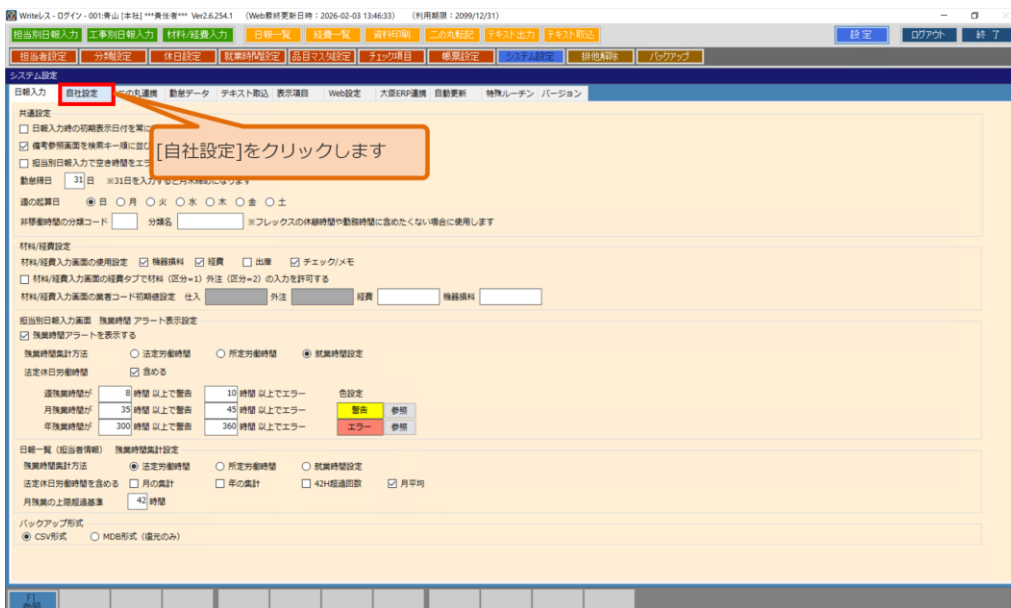 Writeレス - ログイン - 001:青山 [本社] ***責任者*** Ver2.6.254.1 (Web最終更新日時:2026-02-03 13:46:33) (利用期限:2099/12/31)
担当別日報入力 工事別日報入力 材料/経費入力 日報一覧 経費一覧 資料印刷 二の丸転記 テキスト出力 テキスト取込 設定 ログアウト 終了
担当者設定 分類設定 休日設定 就業時間設定 品目マスタ設定 チェック項目 帳票設定 システム設定 排他解除 バックアップ
システム設定
日報入力 自社設定 二の丸連携 勤怠データ テキスト取込 表示項目 Web設定 大臣ERP連携 自動更新 特殊ルーチン バージョン
共通設定
日報入力時の初期表示日付を常に
備考参照画面を検索キー順に並び
担当別日報入力で空き時間をエラ
[自社設定]をクリックします
勤怠締日 31 日 ※31日を入力すると月末締めになります
週の起算日 日 月 火 水 木 金 土
非稼働時間の分類コード 分類名 ※フレックスの休憩時間や勤務時間に含めたくない場合に使用します
材料/経費設定
材料/経費入力画面の使用設定 機器損料 経費 出庫 チェック/メモ
材料/経費入力画面の経費タブで材料(区分=1)外注(区分=2)の入力を許可する
材料/経費入力画面の業者コード初期値設定 仕入 外注 経費 機器損料
担当別日報入力画面 残業時間 アラート表示設定
残業時間アラートを表示する
残業時間集計方法 法定労働時間 所定労働時間 就業時間設定
法定休日労働時間 含める
週残業時間が 8 時間 以上で警告 10 時間 以上でエラー 色設定
月残業時間が 35 時間 以上で警告 45 時間 以上でエラー 警告 参照
年残業時間が 300 時間 以上で警告 360 時間 以上でエラー エラー 参照
日報一覧(担当者情報) 残業時間集計設定
残業時間集計方法 法定労働時間 所定労働時間 就業時間設定
法定休日労働時間を含める 月の集計 年の集計 42H超過回数 月平均
月残業の上限超過基準 42 時間
バックアップ形式
CSV形式 MDB形式(復元のみ)
F1
参照